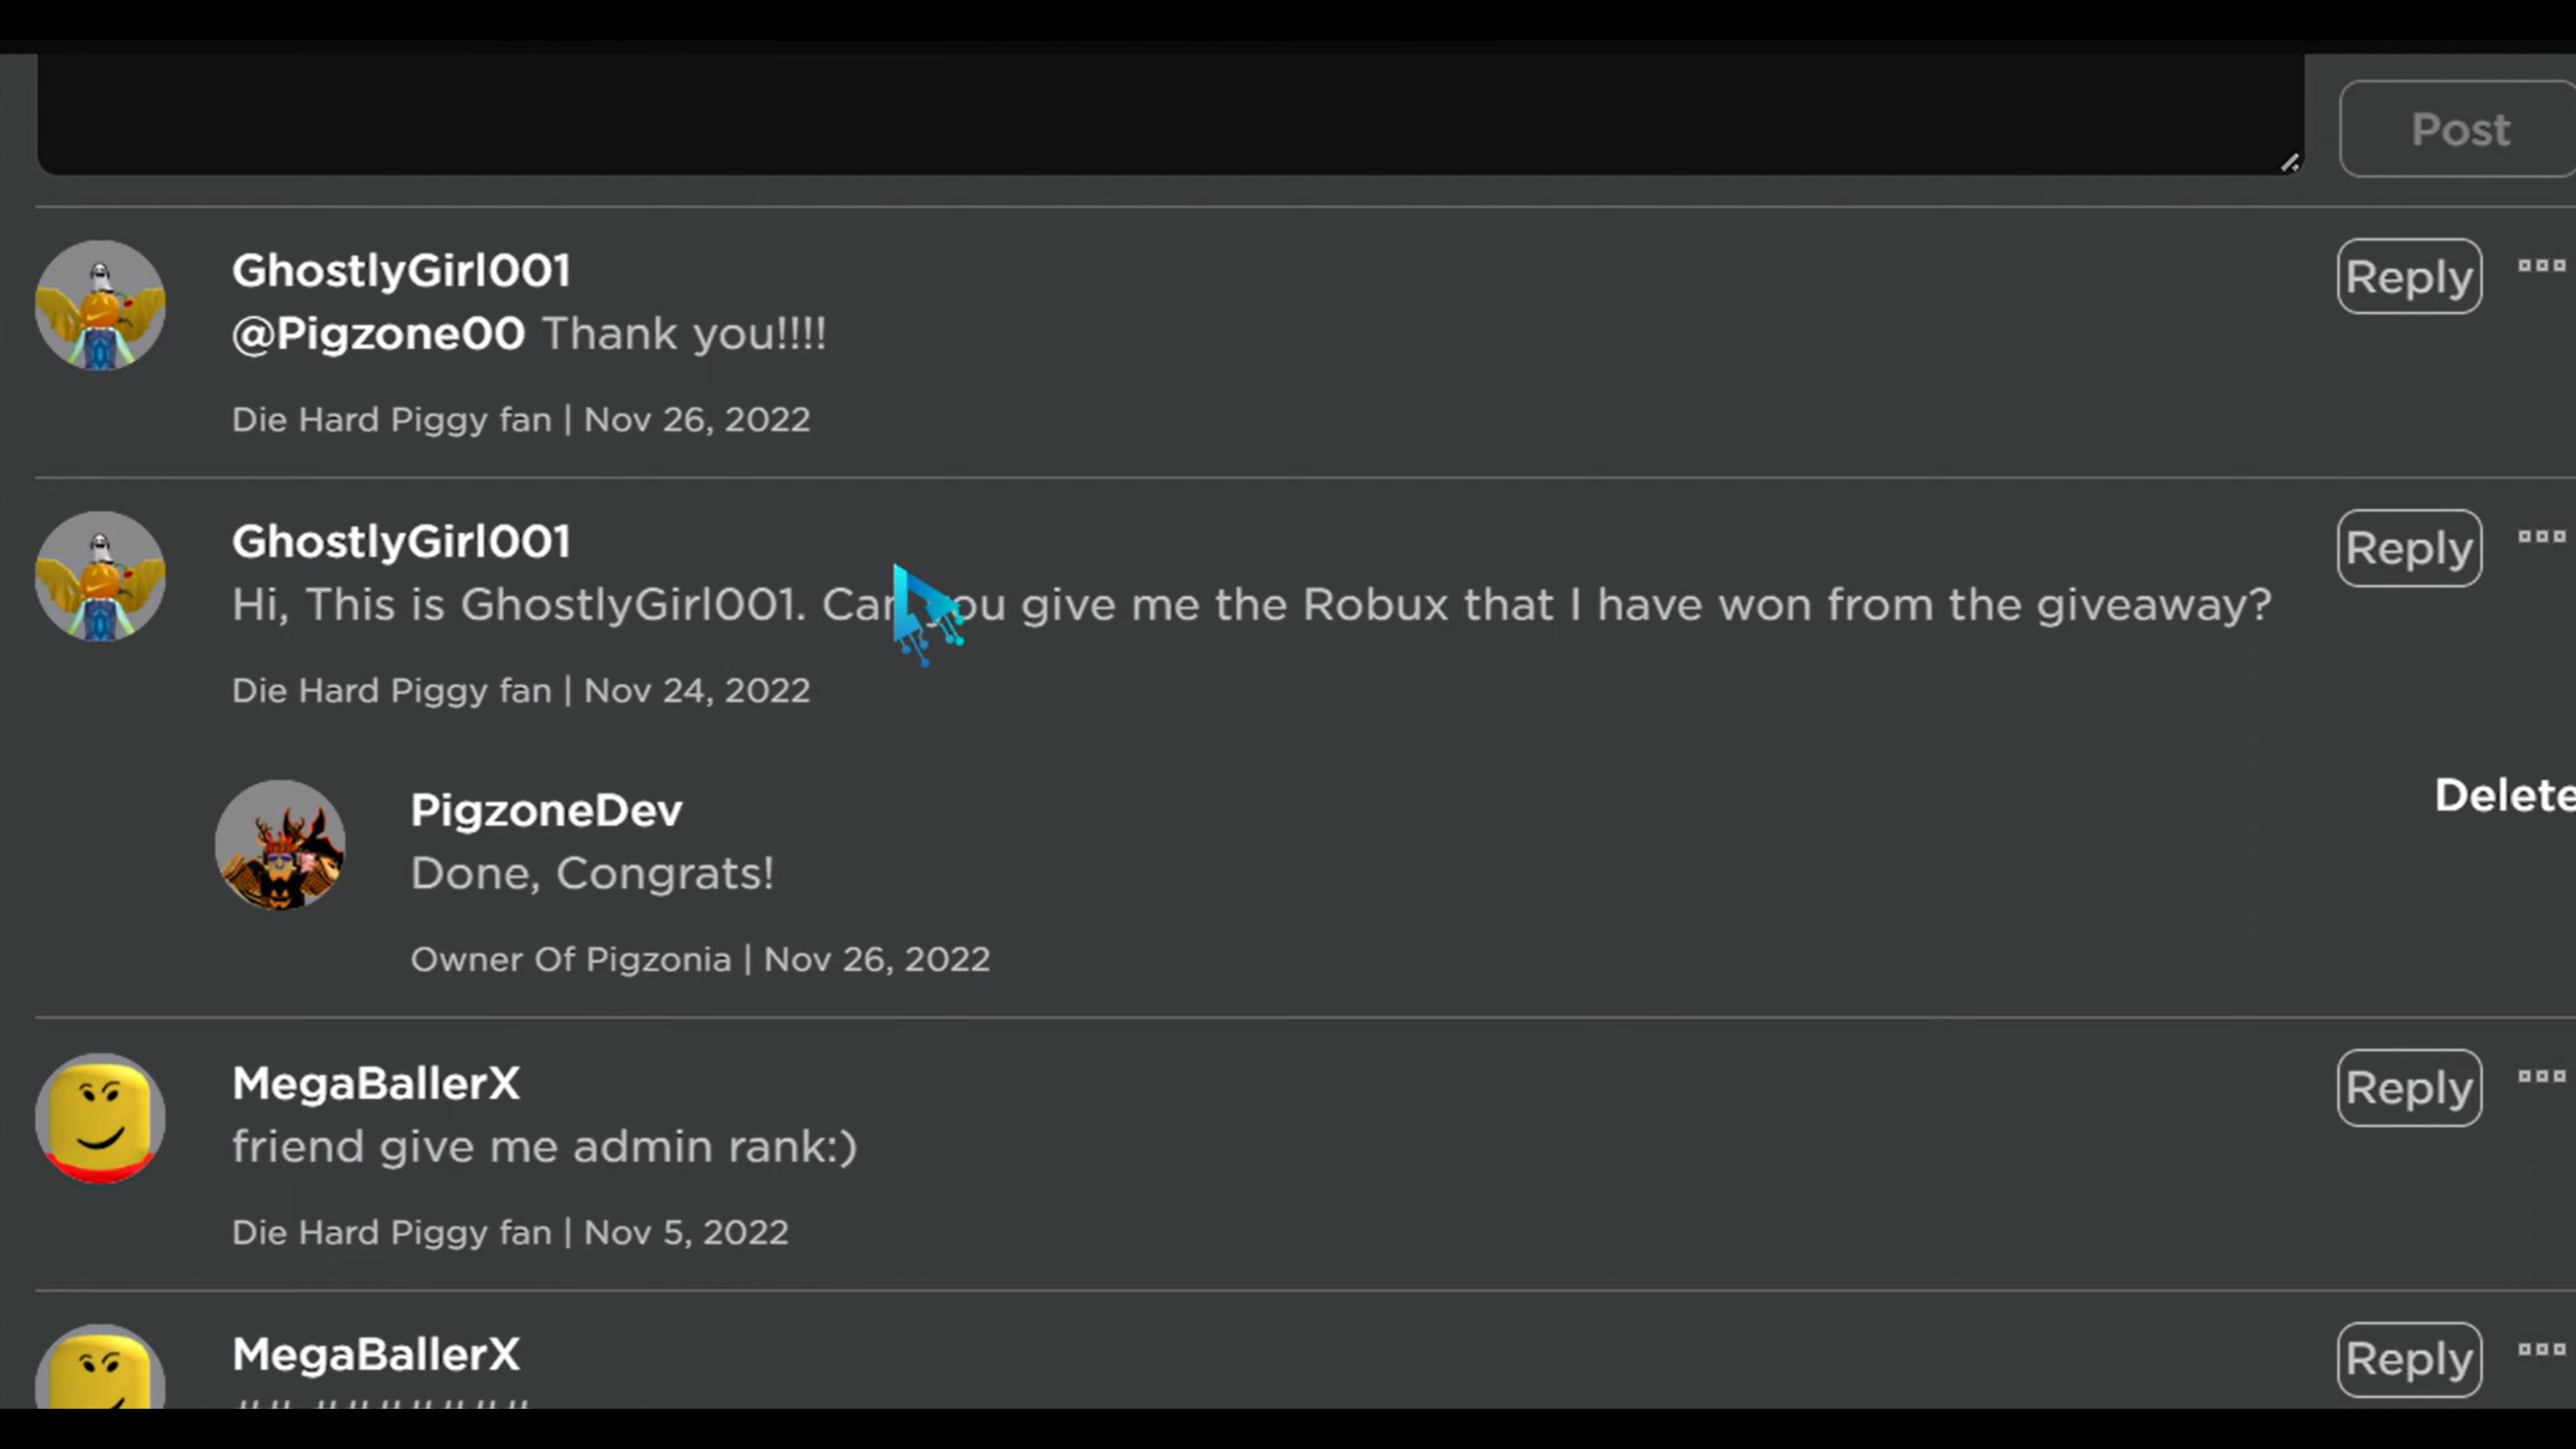 Post
GhostlyGirl001
Reply
@Pigzone00 Thank you!!!!
Die Hard Piggy fan | Nov 26, 2022
GhostlyGirl001
Reply
Hi, This is GhostlyGirl001. Can you give me the Robux that I have won from the giveaway?
Die Hard Piggy fan | Nov 24, 2022
PigzoneDev
Delete
Done, Congrats!
Owner Of Pigzonia | Nov 26, 2022
MegaBallerX
Reply
friend give me admin rank:)
Die Hard Piggy fan | Nov 5, 2022
MegaBallerX
Reply